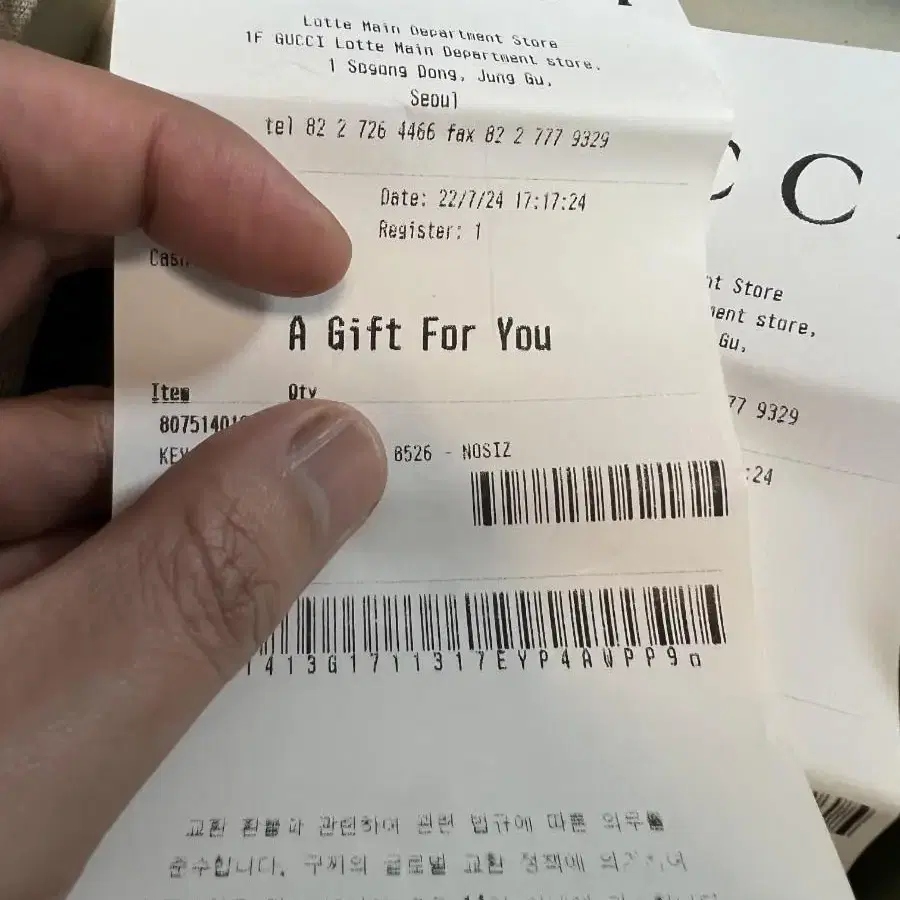 Lotte Main Department Store
1F GUCCI Lotte Main Department store.
1 Sogong Dong, Jung Gu,
Seoul
tel 82 2 726 4466 fax 82 2 777 9329
Date: 22/7/24 17:17:24
Register: 1
A Gift For You
Item Qty
8526 - NOSIZ
413G1711317EYP4AWPP9
교환 환불과 관련하여 관련 법규에 따른 의무를
준수합니다. 구찌의 글로벌 교환 정책에
C C
Store
store,
Gu,
77 9329
:24